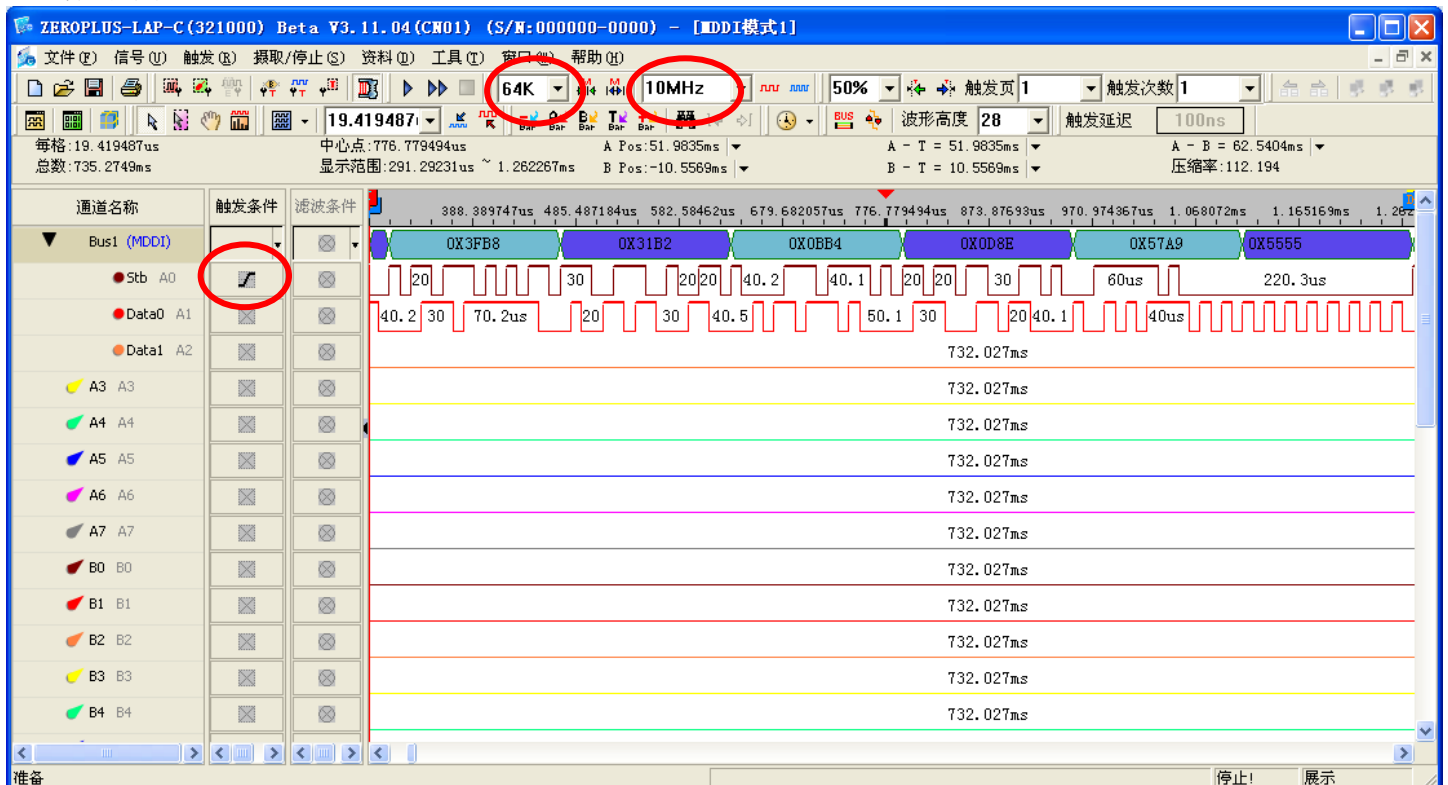 ZEROPLUS-LAP-C(321000) Beta V3.11.04(CN01) (S/N:000000-0000) - [MDDI模式1]
文件(F) 信号(U) 触发(R) 摄取/停止(S) 资料(D) 工具(T) 窗口(W) 帮助(H)
64K 10MHz 50% 触发页 1 触发次数 1
19.419487 Bar Bar Bar Bar Bar BUS 波形高度 28 触发延迟 100ns
每格:19.419487us 中心点:776.779494us A Pos:51.9835ms A - T = 51.9835ms A - B = 62.5404ms
总数:735.2749ms 显示范围:291.29231us ~ 1.262267ms B Pos:-10.5569ms B - T = 10.5569ms 压缩率:112.194
通道名称 触发条件 滤波条件 388.389747us 485.487184us 582.58462us 679.682057us 776.779494us 873.87693us 970.974367us 1.068072ms 1.165169ms 1.262
Bus1 (MDDI) 0X3FB8 0X31B2 0X0BB4 0X0D8E 0X57A9 0X5555
Stb A0 20 30 20 20 40.2 40.1 20 20 30 60us 220.3us
Data0 A1 40.2 30 70.2us 20 30 40.5 50.1 30 20 40.1 40us
Data1 A2 732.027ms
A3 A3 732.027ms
A4 A4 732.027ms
A5 A5 732.027ms
A6 A6 732.027ms
A7 A7 732.027ms
B0 B0 732.027ms
B1 B1 732.027ms
B2 B2 732.027ms
B3 B3 732.027ms
B4 B4 732.027ms
准备 停止! 展示